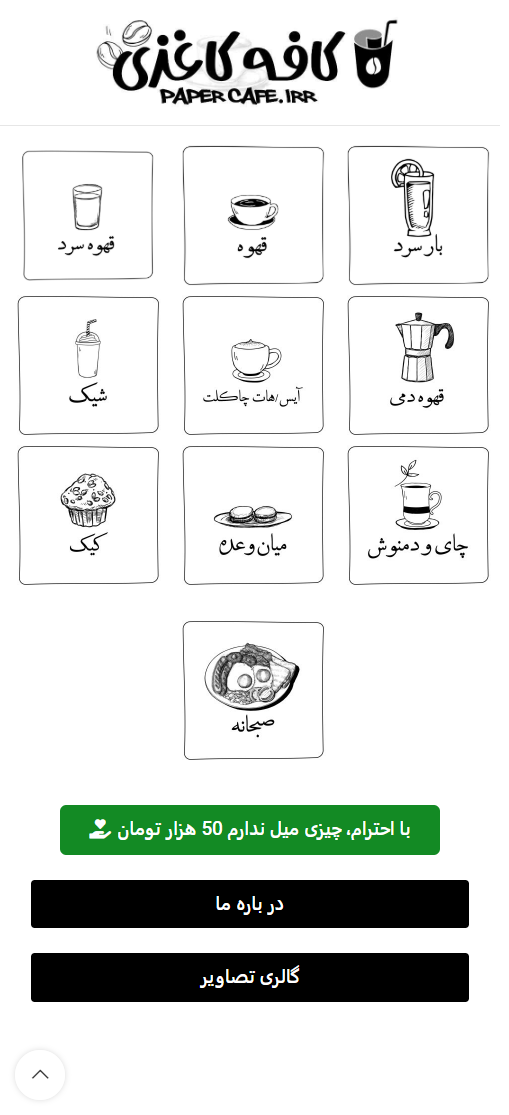 کافه کاغذی
PAPER CAFE.IRR
بار سرد
قهوه
قهوه سرد
قهوه دمی
آیس/هات چاکلت
شیک
چای و دمنوش
میان وعده
کیک
صبحانه
با احترام، چیزی میل ندارم 50 هزار تومان
در باره ما
گالری تصاویر